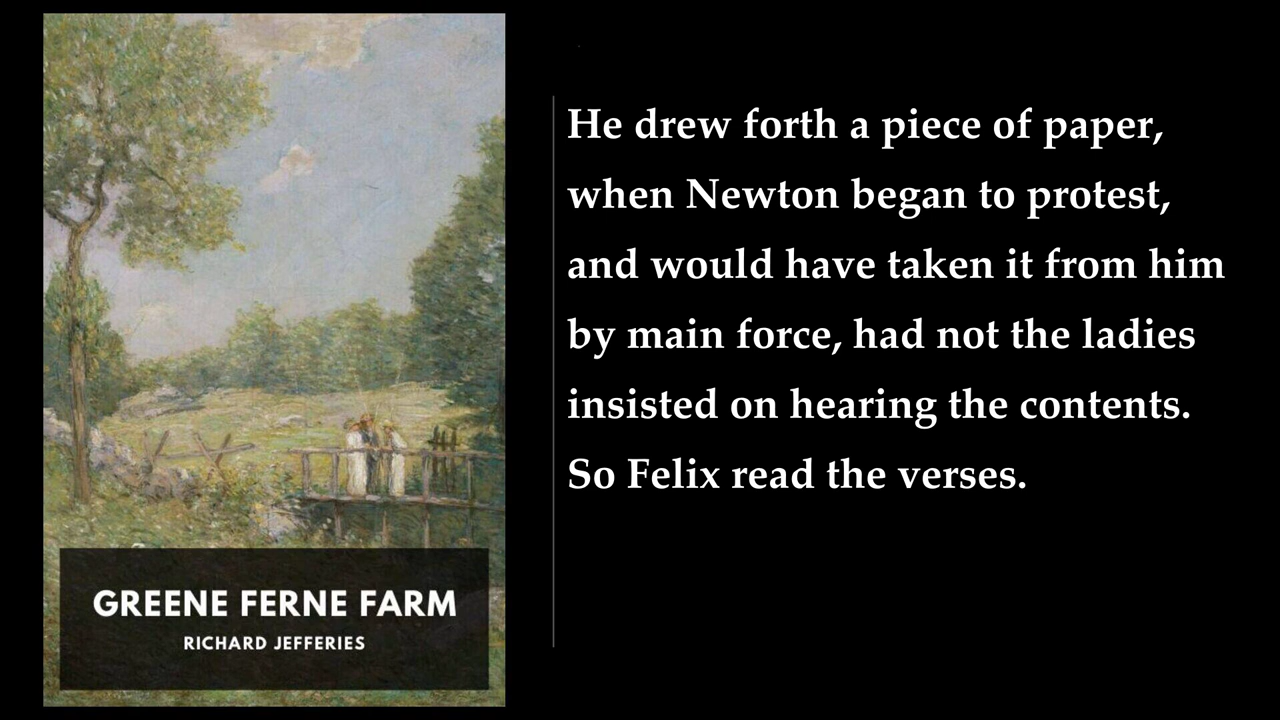 GREENE FERNE FARM
RICHARD JEFFERIES
He drew forth a piece of paper,
when Newton began to protest,
and would have taken it from him
by main force, had not the ladies
insisted on hearing the contents.
So Felix read the verses.